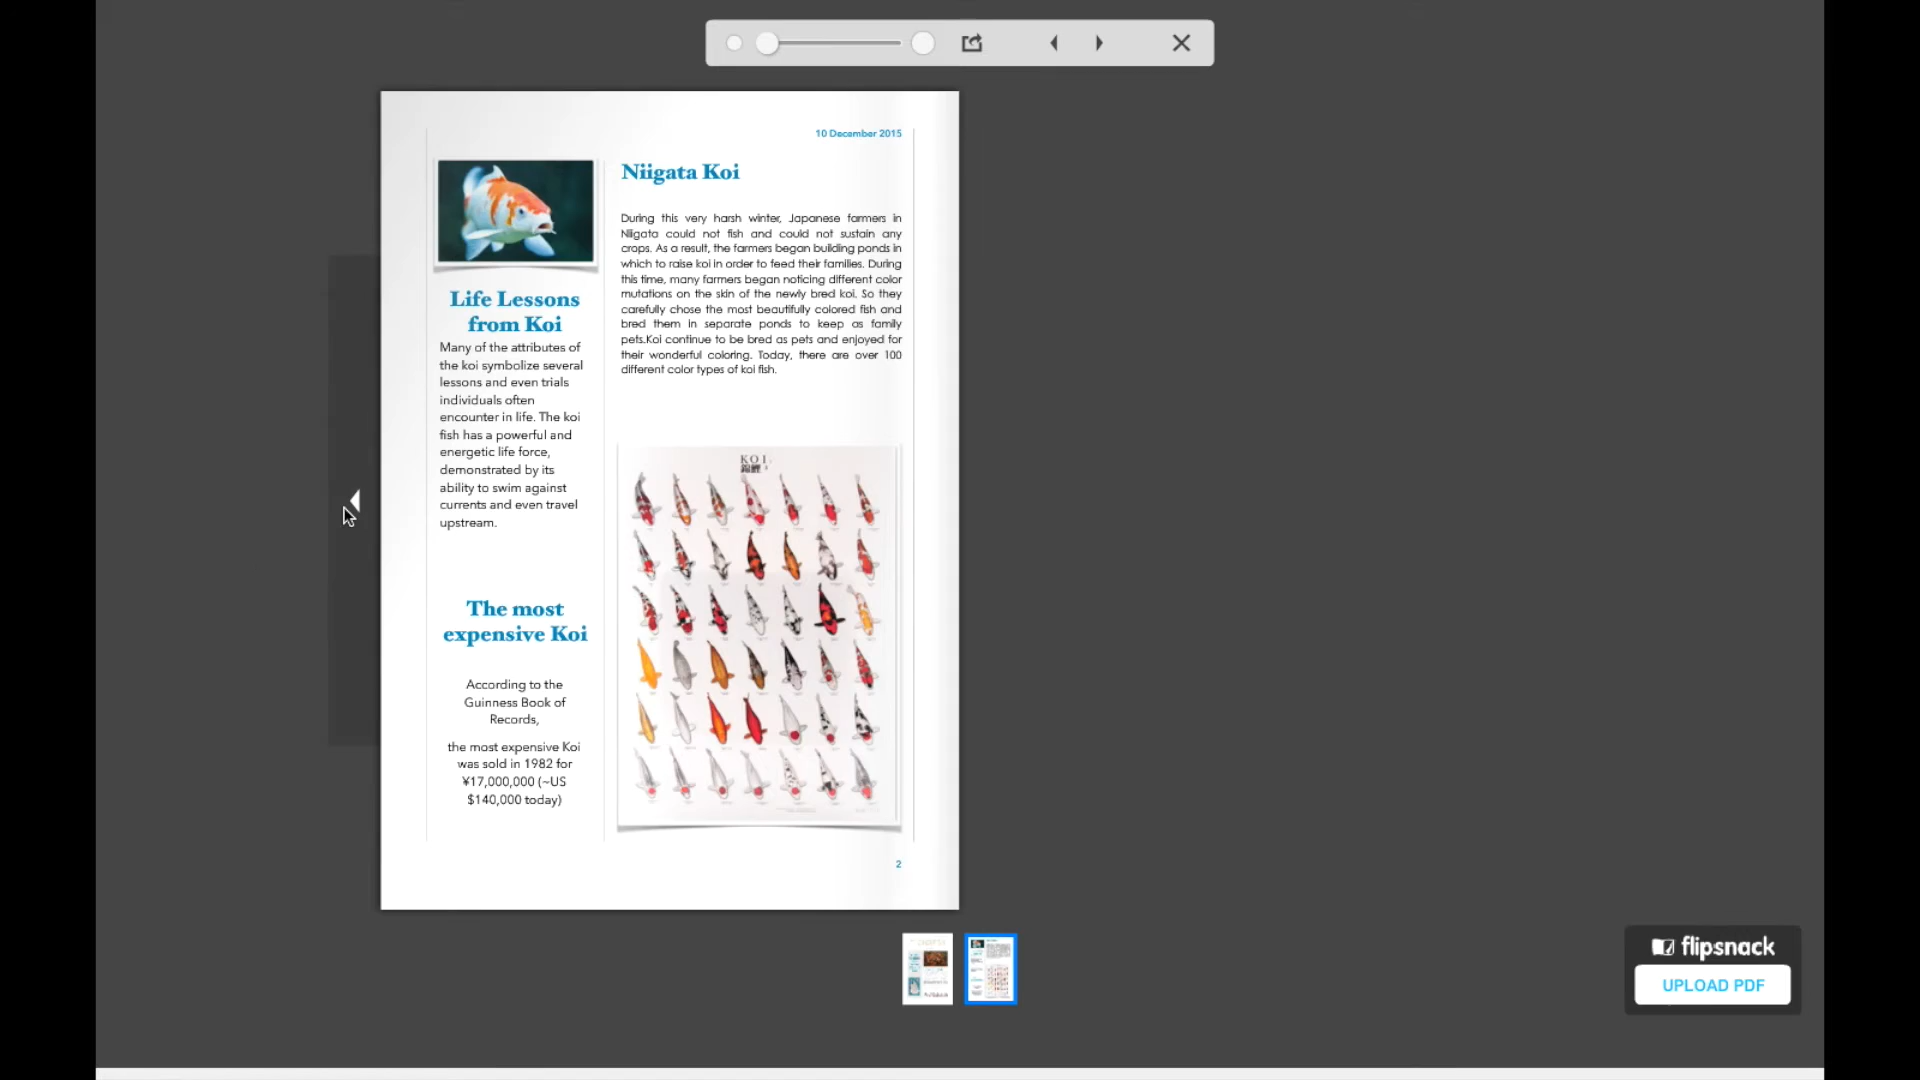 10 December 2015
Niigata Koi
During this very harsh winter, Japanese farmers in
Niigata could not fish and could not sustain any
crops. As a result, the farmers began building ponds in
which to raise koi in order to feed their families. During
this time, many farmers began noticing different color
mutations on the skin of the newly bred koi. So they
carefully chose the most beautifully colored fish and
bred them in separate ponds to keep as family
pets.Koi continue to be bred as pets and enjoyed for
their wonderful coloring. Today, there are over 100
different color types of koi fish.
Life Lessons
from Koi
Many of the attributes of
the koi symbolize several
lessons and even trials
individuals often
encounter in life. The koi
fish has a powerful and
energetic life force,
demonstrated by its
ability to swim against
currents and even travel
upstream.
The most
expensive Koi
According to the
Guinness Book of
Records,
the most expensive Koi
was sold in 1982 for
¥17,000,000 (~US
$140,000 today)
KOI
錦鯉
2
flipsnack
UPLOAD PDF